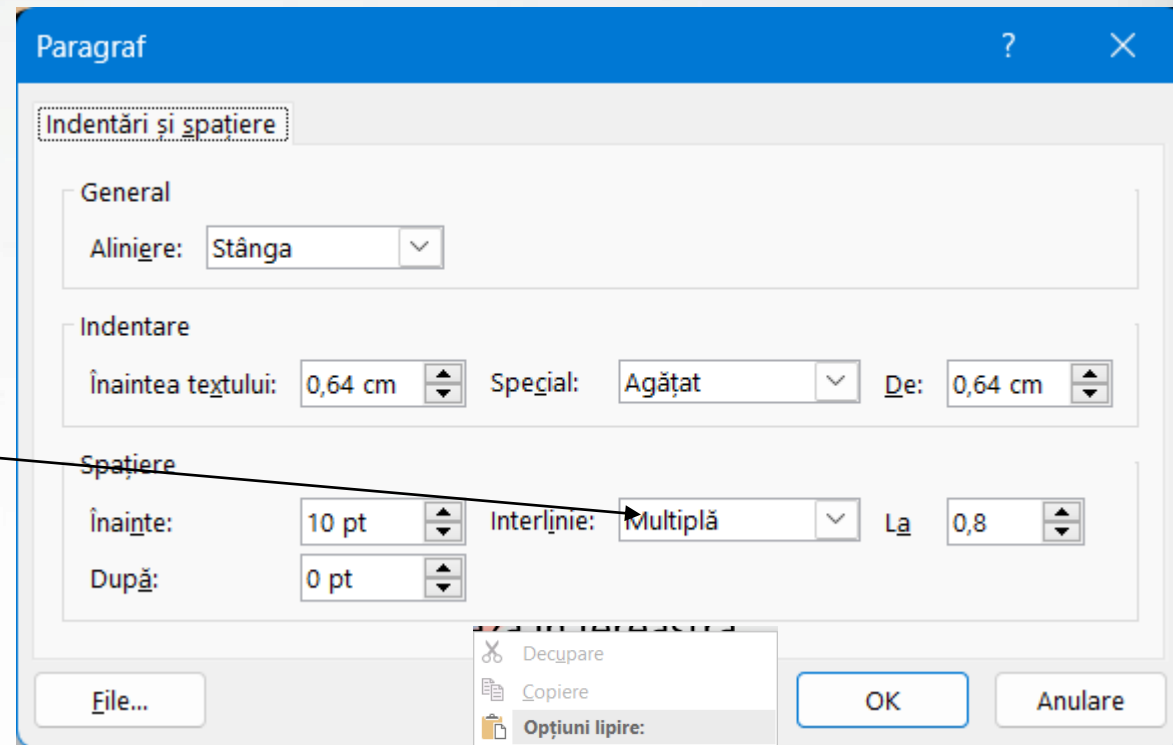 Paragraf ?
Indentări și spațiere
General
Aliniere: Stânga
Indentare
Înaintea textului: 0,64 cm Special: Agățat De: 0,64 cm
Spațiere
Înainte: 10 pt Interlinie: Multiplă La 0,8
După: 0 pt
Decupare
File... Copiere OK Anulare
Opțiuni lipire: